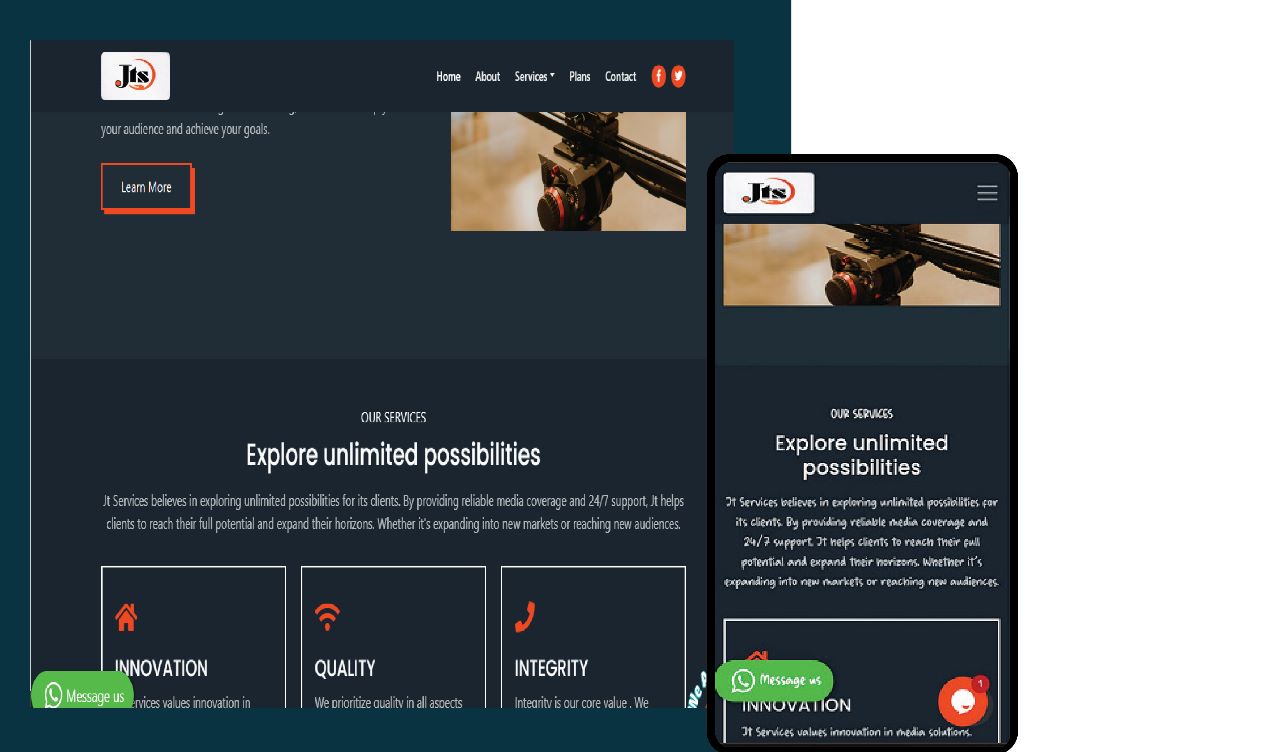 Jts
Home About Services Plans Contact
your audience and achieve your goals.
Learn More
OUR SERVICES
Explore unlimited possibilities
Jt Services believes in exploring unlimited possibilities for its clients. By providing reliable media coverage and 24/7 support, Jt helps
clients to reach their full potential and expand their horizons. Whether it's expanding into new markets or reaching new audiences.
INNOVATION QUALITY INTEGRITY
Services values innovation in We prioritize quality in all aspects Integrity is our core value . We
Message us
We
Jts
OUR SERVICES
Explore unlimited
possibilities
Jt Services believes in exploring unlimited possibilities for
its clients. By providing reliable media coverage and
24/7 support, Jt helps clients to reach their full
potential and expand their horizons. Whether it's
expanding into new markets or reaching new audiences.
Message us
1
INNOVATION
Jt Services values innovation in media solutions.